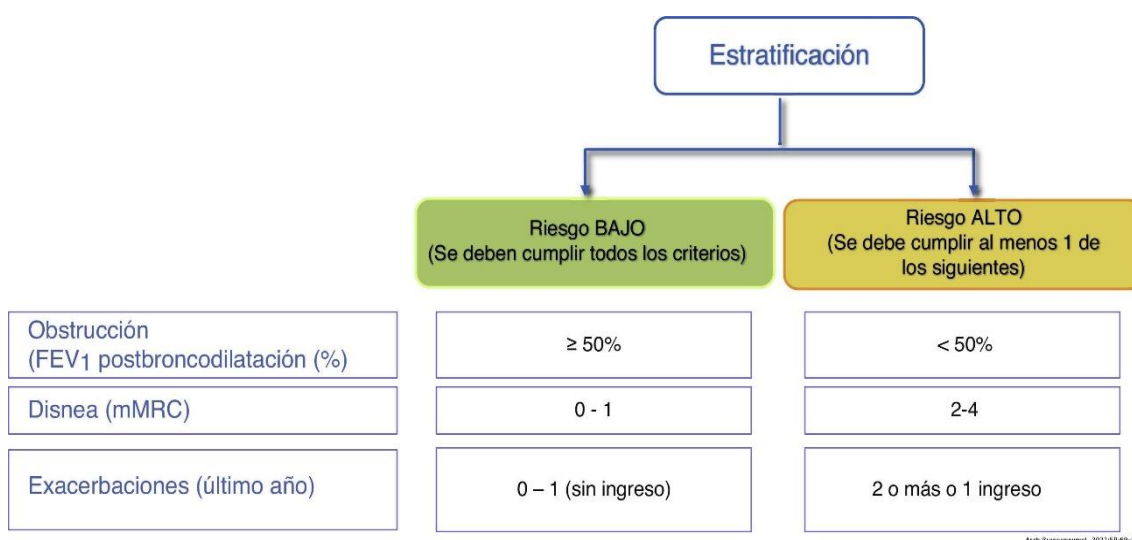 Estratificación
Riesgo BAJO
(Se deben cumplir todos los criterios)
Riesgo ALTO
(Se debe cumplir al menos 1 de
los siguientes)
Obstrucción
(FEV1 postbroncodilatación (%)
≥ 50%
< 50%
Disnea (mMRC)
0 - 1
2-4
Exacerbaciones (último año)
0 – 1 (sin ingreso)
2 o más o 1 ingreso